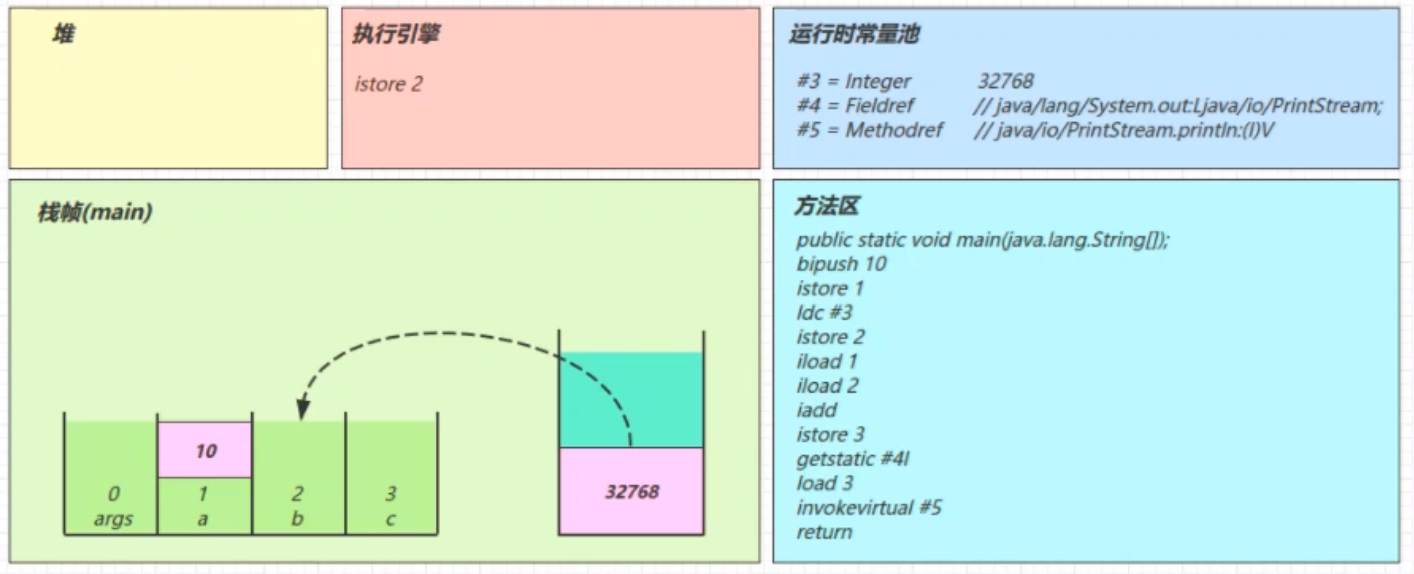 堆
执行引擎
istore 2
运行时常量池
#3 = Integer 32768
#4 = Fieldref // java/lang/System.out:Ljava/io/PrintStream;
#5 = Methodref // java/io/PrintStream.println:(I)V
栈帧(main)
10
0 1 2 3
args a b c
32768
方法区
public static void main(java.lang.String[]);
bipush 10
istore 1
ldc #3
istore 2
iload 1
iload 2
iadd
istore 3
getstatic #4I
load 3
invokevirtual #5
return